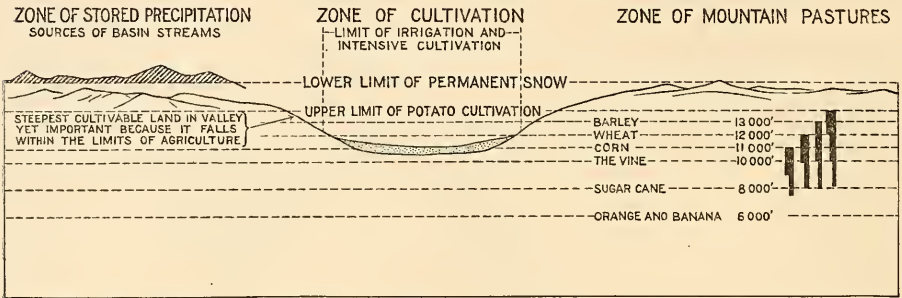 ZONE OF STORED PRECIPITATION
SOURCES OF BASIN STREAMS
ZONE OF CULTIVATION
LIMIT OF IRRIGATION AND
INTENSIVE CULTIVATION
ZONE OF MOUNTAIN PASTURES
LOWER LIMIT OF PERMANENT SNOW
UPPER LIMIT OF POTATO CULTIVATION
STEEPEST CULTIVABLE LAND IN VALLEY
YET IMPORTANT BECAUSE IT FALLS
WITHIN THE LIMITS OF AGRICULTURE
BARLEY 13 000'
WHEAT 12 000'
CORN 11 000'
THE VINE 10 000'
SUGAR CANE 8 000'
ORANGE AND BANANA 6 000'